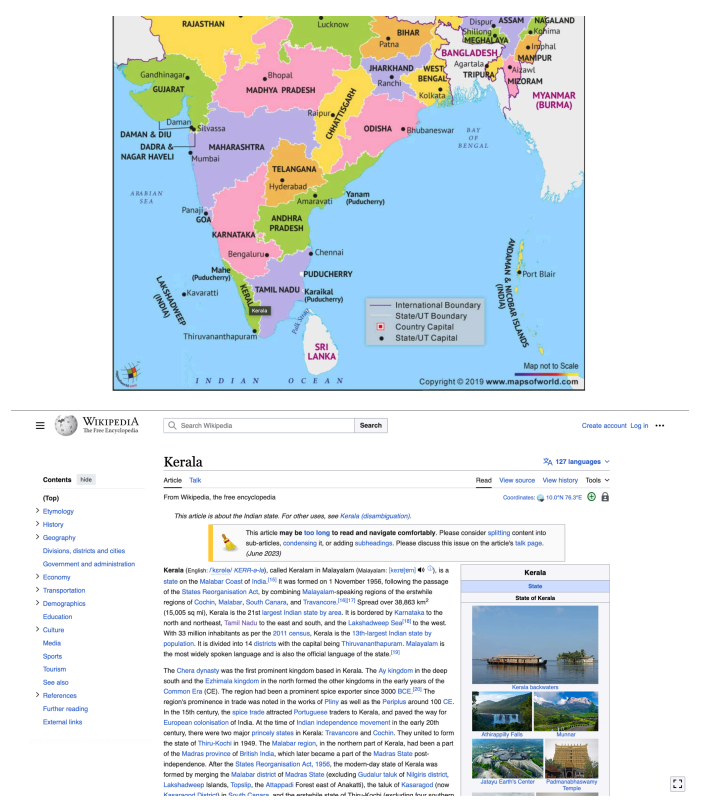 RAJASTHAN
Lucknow
BIHAR
Patna
Dispur
ASSAM
NAGALAND
Shillong
Kohima
MEGHALAYA
Imphal
MANIPUR
BANGLADESH
Agartala
TRIPURA
Aizawl
MIZORAM
MYANMAR
(BURMA)
Gandhinagar
GUJARAT
Bhopal
MADHYA PRADESH
JHARKHAND
Ranchi
WEST
BENGAL
Kolkata
Raipur
CHHATTISGARH
ODISHA
Bhubaneswar
BAY
OF
BENGAL
Daman
Silvassa
DAMAN & DIU
DADRA &
NAGAR HAVELI
Mumbai
MAHARASHTRA
TELANGANA
Hyderabad
Amaravati
Yanam
(Puducherry)
ARABIAN
SEA
Panaji
GOA
KARNATAKA
ANDHRA
PRADESH
Bengaluru
Chennai
Mahe
(Puducherry)
PUDUCHERRY
TAMIL NADU
Karaikal
(Puducherry)
LAKSHADWEEP
(INDIA)
Kavaratti
KERALA
Kerala
Thiruvananthapuram
Palk Strait
SRI
LANKA
ANDAMAN & NICOBAR ISLANDS
(INDIA)
Port Blair
International Boundary
State/UT Boundary
Country Capital
State/UT Capital
Map not to Scale
INDIAN OCEAN
Copyright © 2019 www.mapsofworld.com
WIKIPEDIA
The Free Encyclopedia
Search Wikipedia
Search
Create account Log in
Kerala
127 languages
Contents hide
Article Talk
Read View source View history Tools
(Top)
Etymology
History
Geography
Divisions, districts and cities
Government and administration
Economy
Transportation
Demographics
Education
Culture
Media
Sports
Tourism
See also
References
Further reading
External links
From Wikipedia, the free encyclopedia
Coordinates: 10.0°N 76.3°E
This article is about the Indian state. For other uses, see Kerala (disambiguation).
This article may be too long to read and navigate comfortably. Please consider splitting content into
sub-articles, condensing it, or adding subheadings. Please discuss this issue on the article's talk page.
(June 2023)
Kerala (English: /ˈkɛrələ/ KERR-ə-lə), called Keralam in Malayalam (Malayalam: [keːɾɐɭɐm]), is a
state on the Malabar Coast of India.[15] It was formed on 1 November 1956, following the passage
of the States Reorganisation Act, by combining Malayalam-speaking regions of the erstwhile
regions of Cochin, Malabar, South Canara, and Travancore.[16][17] Spread over 38,863 km²
(15,005 sq mi), Kerala is the 21st largest Indian state by area. It is bordered by Karnataka to the
north and northeast, Tamil Nadu to the east and south, and the Lakshadweep Sea[18] to the west.
With 33 million inhabitants as per the 2011 census, Kerala is the 13th-largest Indian state by
population. It is divided into 14 districts with the capital being Thiruvananthapuram. Malayalam is
the most widely spoken language and is also the official language of the state.[19]
The Chera dynasty was the first prominent kingdom based in Kerala. The Ay kingdom in the deep
south and the Ezhimala kingdom in the north formed the other kingdoms in the early years of the
Common Era (CE). The region had been a prominent spice exporter since 3000 BCE.[20] The
region's prominence in trade was noted in the works of Pliny as well as the Periplus around 100 CE.
In the 15th century, the spice trade attracted Portuguese traders to Kerala, and paved the way for
European colonisation of India. At the time of Indian independence movement in the early 20th
century, there were two major princely states in Kerala: Travancore and Cochin. They united to form
the state of Thiru-Kochi in 1949. The Malabar region, in the northern part of Kerala, had been a part
of the Madras province of British India, which later became a part of the Madras State post-
independence. After the States Reorganisation Act, 1956, the modern-day state of Kerala was
formed by merging the Malabar district of Madras State (excluding Gudalur taluk of Nilgiris district,
Lakshadweep Islands, Topslip, the Attappadi Forest east of Anakatti), the taluk of Kasaragod (now
Kasaragod District) in South Canara, and the erstwhile state of Thiru-Kochi (excluding four southern
Kerala
State
State of Kerala
Kerala backwaters
Athirappilly Falls
Munnar
Jatayu Earth's Center
Padmanabhaswamy
Temple